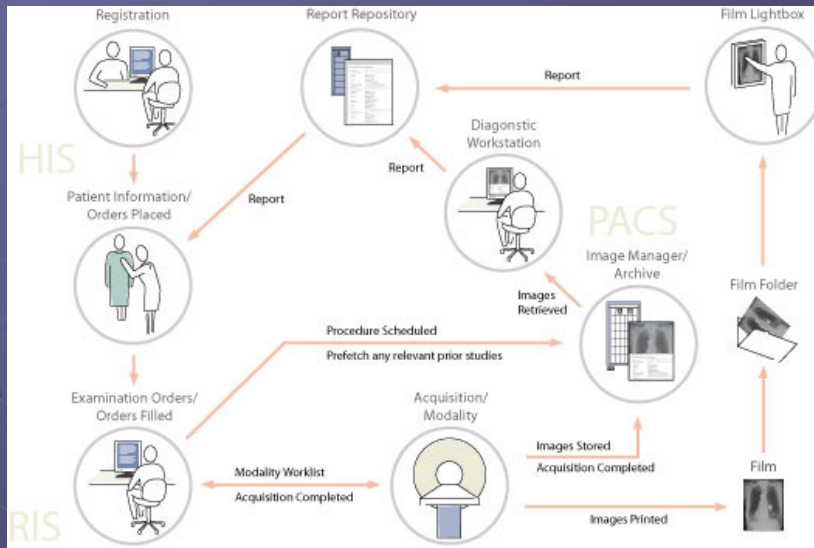 Registration
Report Repository
Film Lightbox
Report
Diagonstic
Workstation
HIS
Report
Patient Information/
Orders Placed
Report
PACS
Image Manager/
Archive
Images
Retrieved
Film Folder
Procedure Scheduled
Prefetch any relevant prior studies
Examination Orders/
Orders Filled
Acquisition/
Modality
Images Stored
Acquisition Completed
Film
Modality Worklist
Acquisition Completed
Images Printed
RIS